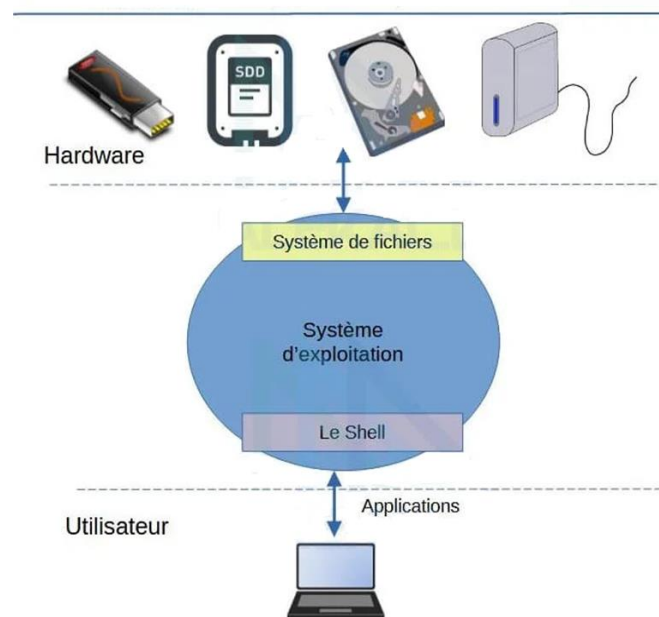 SDD
Hardware
Système de fichiers
Système
d'exploitation
Le Shell
Applications
Utilisateur